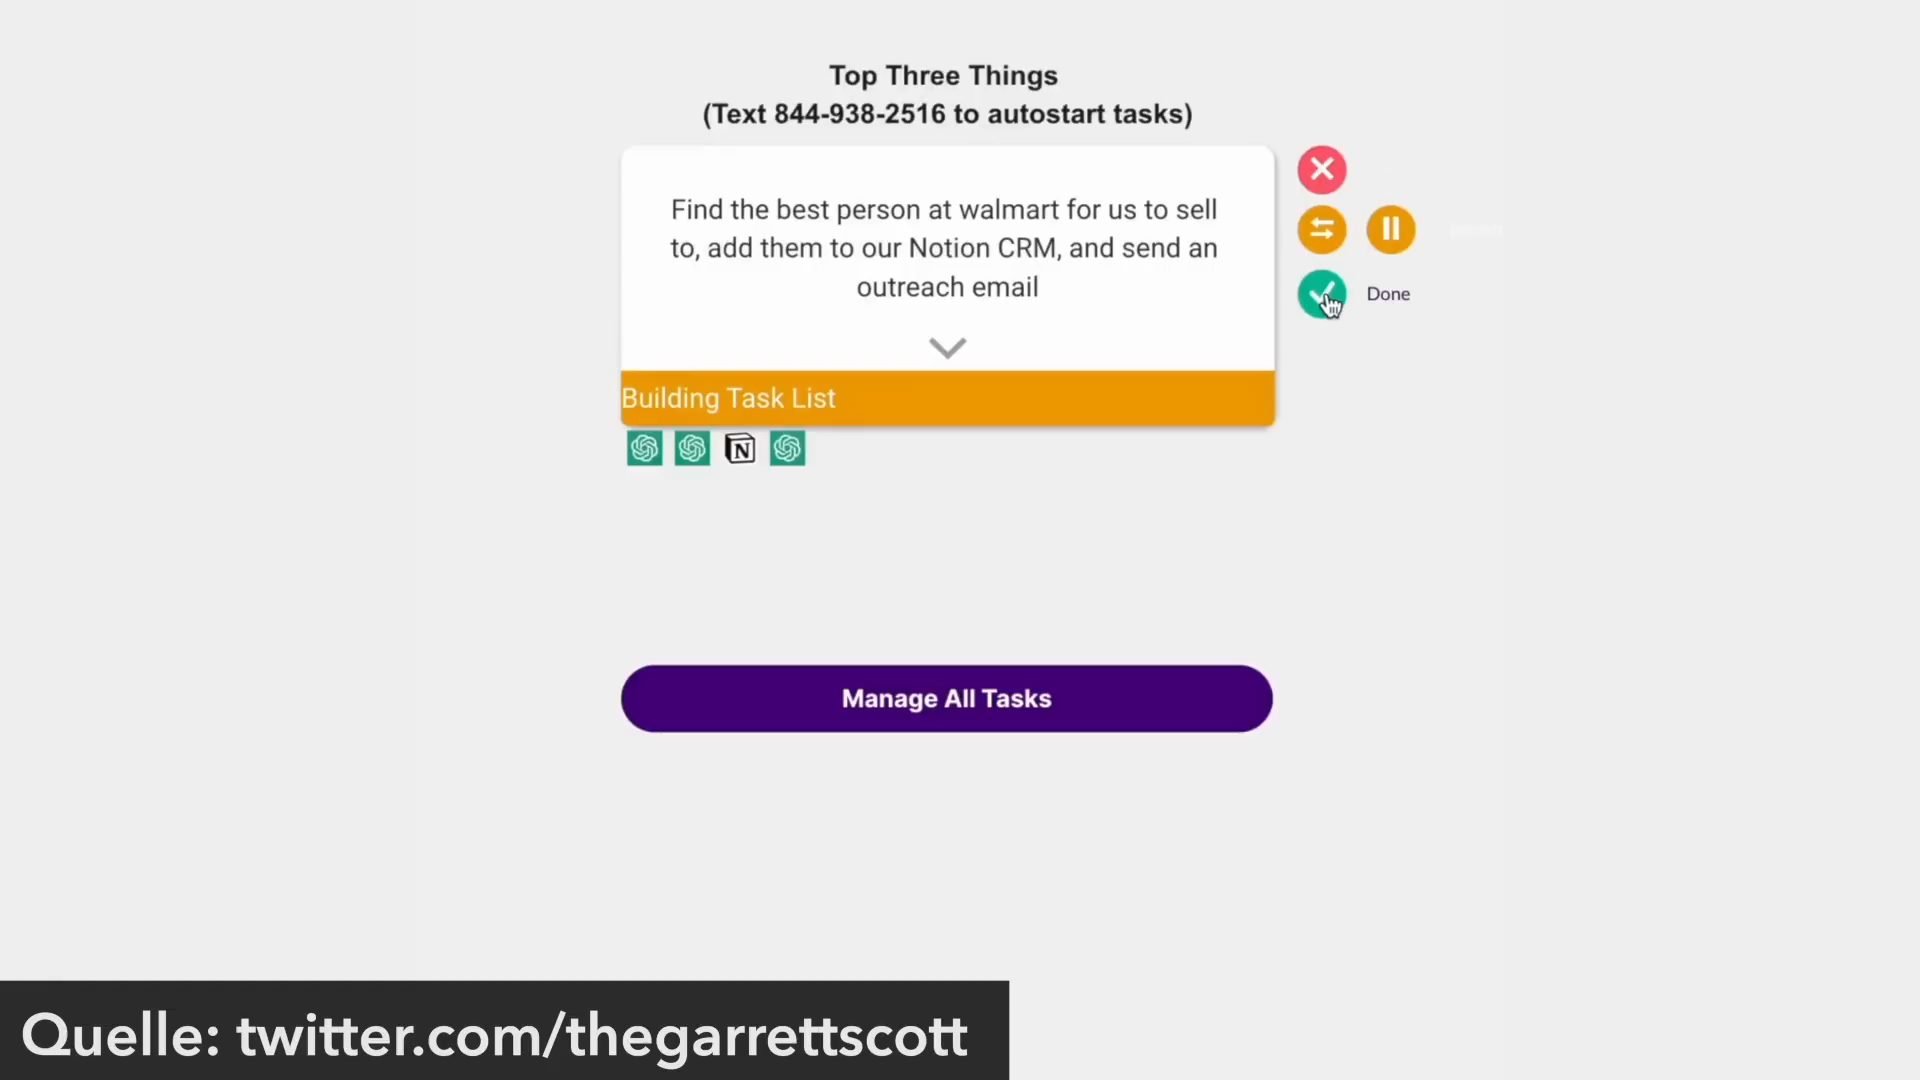 Top Three Things
(Text 844-938-2516 to autostart tasks)
Find the best person at walmart for us to sell
to, add them to our Notion CRM, and send an
outreach email
Done
Building Task List
N
Manage All Tasks
Quelle: twitter.com/thegarrettscott